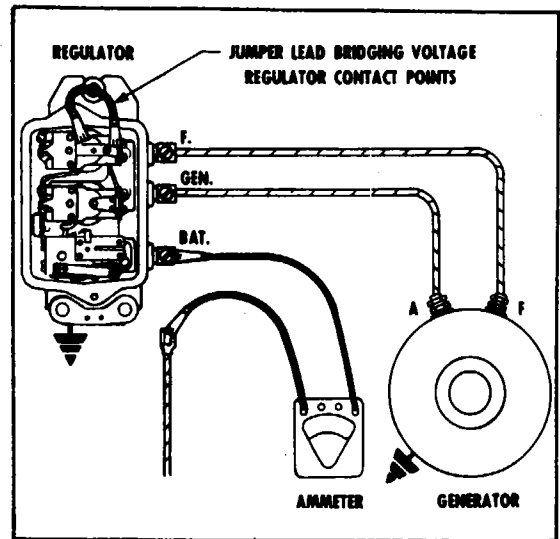 REGULATOR
JUMPER LEAD BRIDGING VOLTAGE
REGULATOR CONTACT POINTS
F.
GEN.
BAT.
A
F
AMMETER
GENERATOR